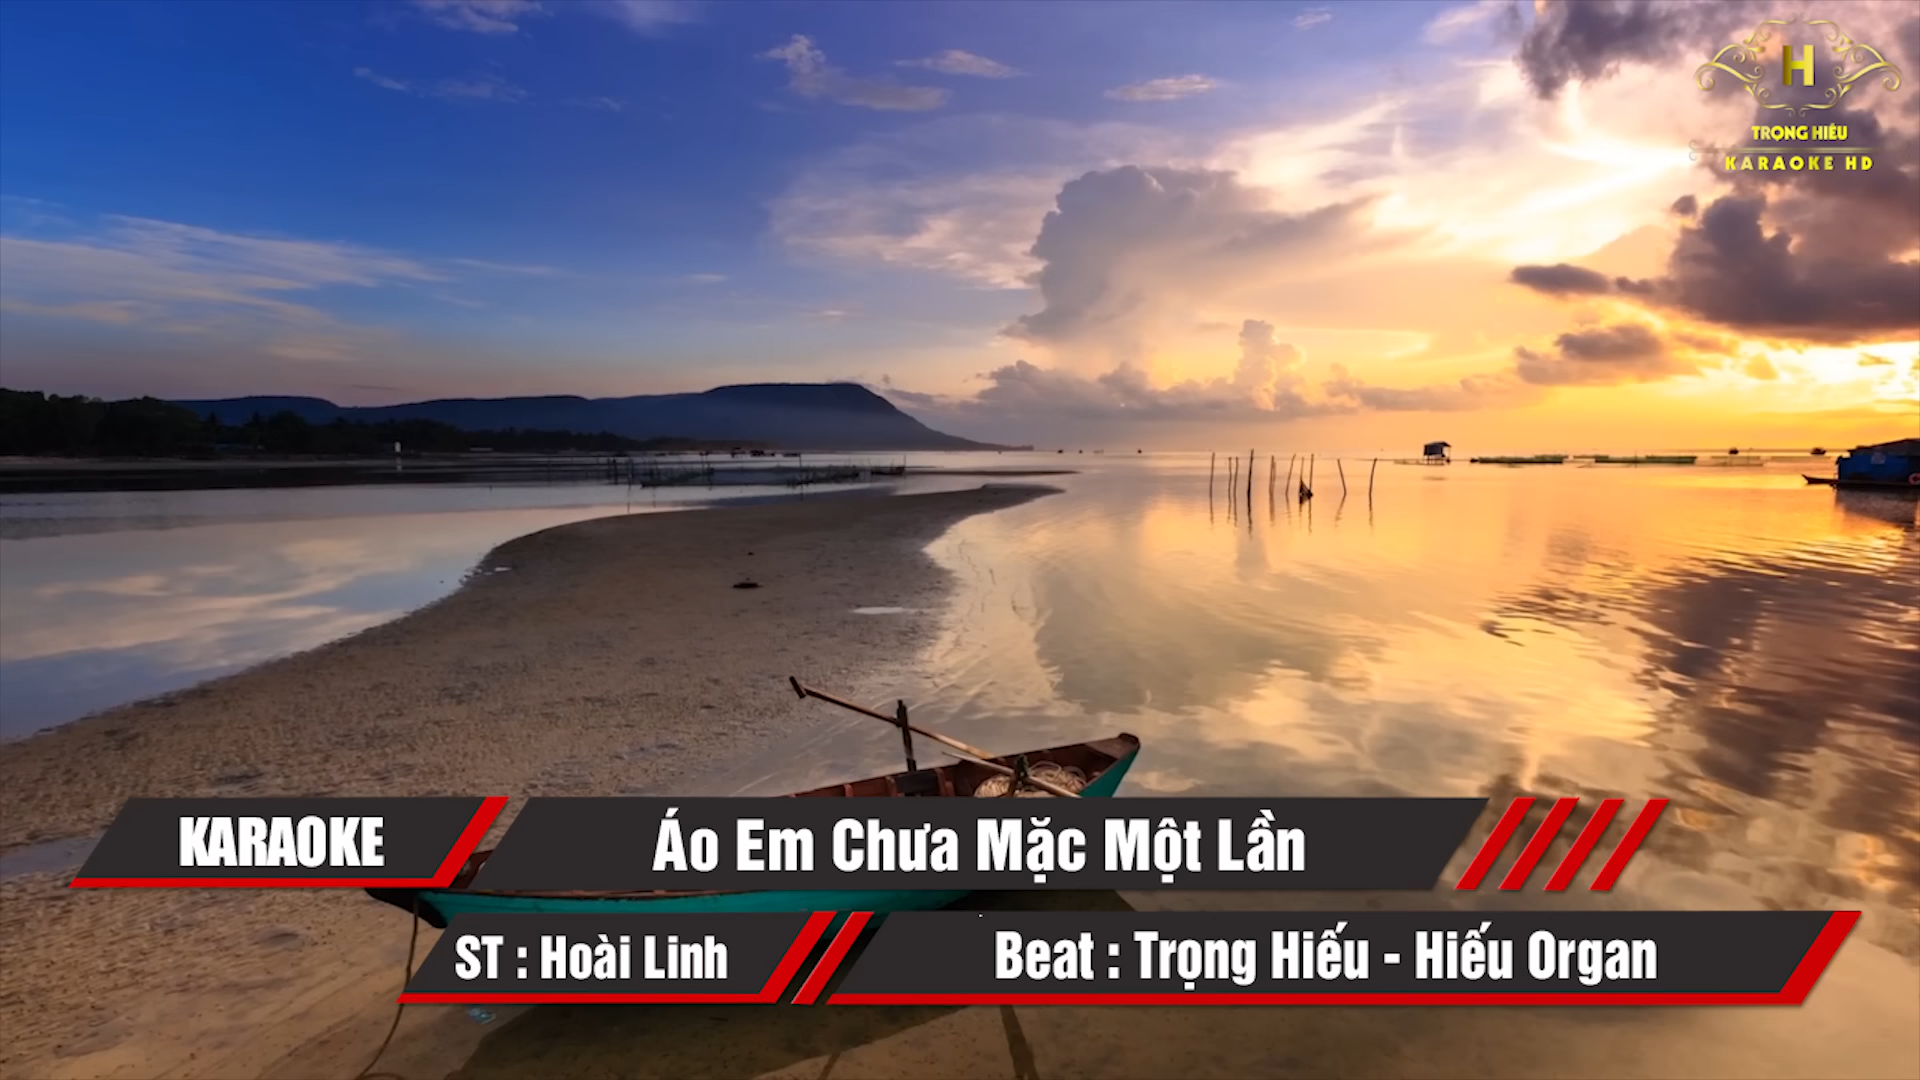 H
TRỌNG HIẾU
KARAOKE HD
KARAOKE
Áo Em Chưa Mặc Một Lần
ST : Hoài Linh
Beat : Trọng Hiếu - Hiếu Organ